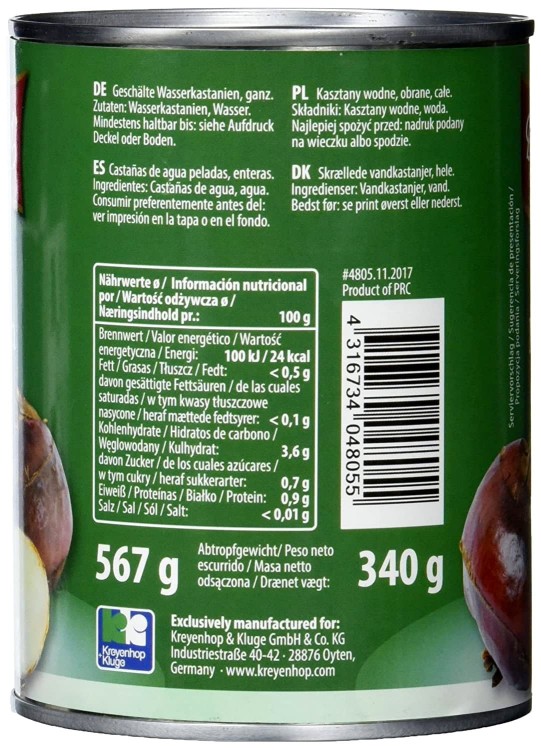 DE Geschälte Wasserkastanien, ganz.
Zutaten: Wasserkastanien, Wasser.
Mindestens haltbar bis: siehe Aufdruck
Deckel oder Boden.
PL Kasztany wodne, obrane, całe.
Składniki: Kasztany wodne, woda.
Najlepiej spożyć przed: nadruk podany
na wieczku albo spodzie.
ES Castañas de agua peladas, enteras.
Ingredientes: Castañas de agua, agua.
Consumir preferentemente antes del:
ver impresión en la tapa o en el fondo.
DK Skrællede vandkastanjer, hele.
Ingredienser: Vandkastanjer, vand.
Bedst før: se print øverst eller nederst.
Nährwerte ø / Información nutricional
por / Wartość odżywcza ø /
Næringsindhold pr.: 100 g
Brennwert / Valor energético / Wartość
energetyczna / Energi: 100 kJ / 24 kcal
Fett / Grasas / Tłuszcz / Fedt: < 0,5 g
davon gesättigte Fettsäuren / de las cuales
saturadas / w tym kwasy tłuszczowe
nasycone / heraf mættede fedtsyrer: < 0,1 g
Kohlenhydrate / Hidratos de carbono /
Węglowodany / Kulhydrat: 3,6 g
davon Zucker / de los cuales azúcares /
w tym cukry / heraf sukkerarter: 0,7 g
Eiweiß / Proteínas / Białko / Protein: 0,9 g
Salz / Sal / Sól / Salt: < 0,01 g
#4805.11.2017
Product of PRC
4 316734 048055
Serviervorschlag / Sugerencia de presentación /
Propozycja podania / Serveringsforslag
567 g
Abtropfgewicht / Peso neto
escurrido / Masa netto
odsączona / Drænet vægt:
340 g
Kreyenhop
+Kluge
Exclusively manufactured for:
Kreyenhop & Kluge GmbH & Co. KG
Industriestraße 40-42 · 28876 Oyten,
Germany · www.kreyenhop.com